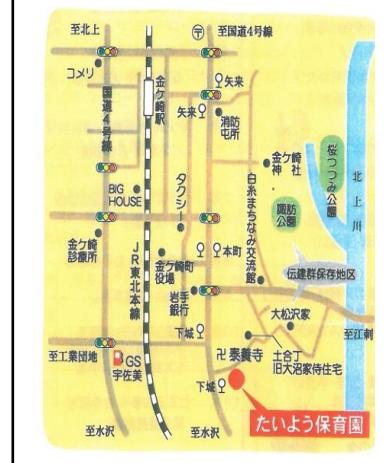 至北上
〒
至国道4号線
コメリ
国道4号線
金ケ崎駅
矢来
矢来
消防屯所
タクシー
白糸まちなみ交流館
金ケ崎神社
桜つつみ公園
北上川
諏訪公園
BIG HOUSE
金ケ崎診療所
JR東北本線
金ケ崎町役場
本町
岩手銀行
伝建群保存地区
至江刺
大松沢家
下城
卍 泰養寺
土合丁
旧大沼家侍住宅
至工業団地
GS
宇佐美
下城
たいよう保育園
至水沢
至水沢